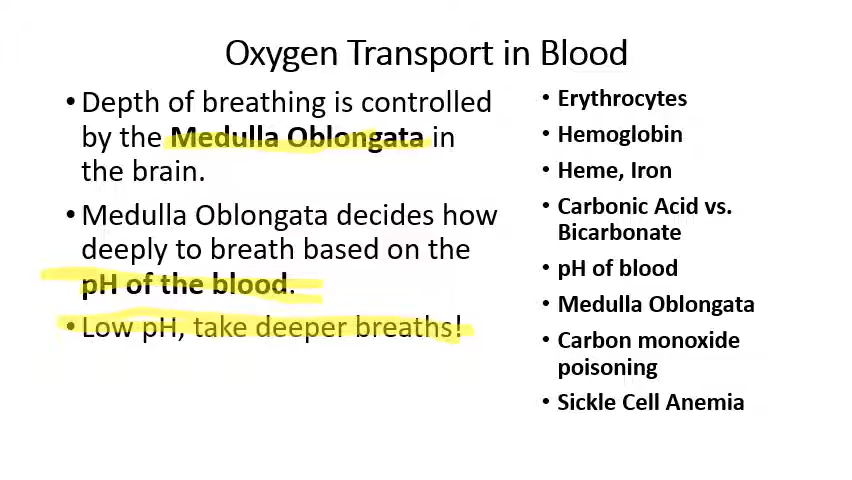 Oxygen Transport in Blood
• Depth of breathing is controlled
by the Medulla Oblongata in
the brain.
• Medulla Oblongata decides how
deeply to breath based on the
pH of the blood.
• Low pH, take deeper breaths!
• Erythrocytes
• Hemoglobin
• Heme, Iron
• Carbonic Acid vs.
Bicarbonate
• pH of blood
• Medulla Oblongata
• Carbon monoxide
poisoning
• Sickle Cell Anemia